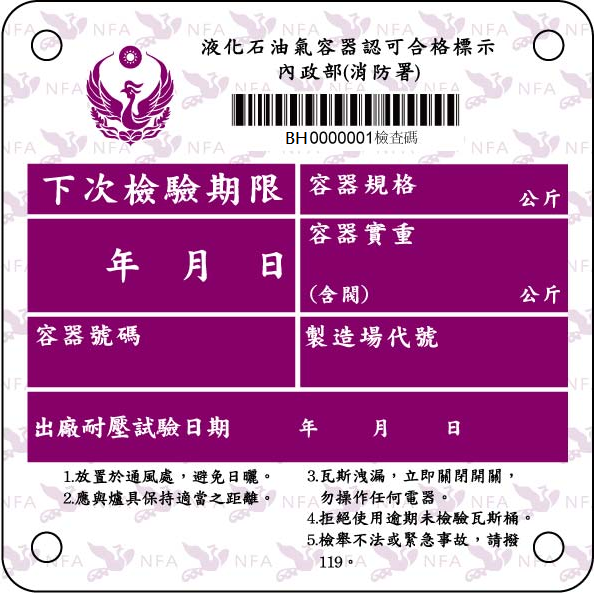 液化石油氣容器認可合格標示
內政部(消防署)
BH0000001檢查碼
下次檢驗期限
容器規格
公斤
年 月 日
容器實重
(含閥) 公斤
容器號碼
製造場代號
出廠耐壓試驗日期 年 月 日
1.放置於通風處，避免日曬。
2.應與爐具保持適當之距離。
3.瓦斯洩漏，立即關閉開關，
勿操作任何電器。
4.拒絕使用逾期未檢驗瓦斯桶。
5.檢舉不法或緊急事故，請撥
119。
NFA